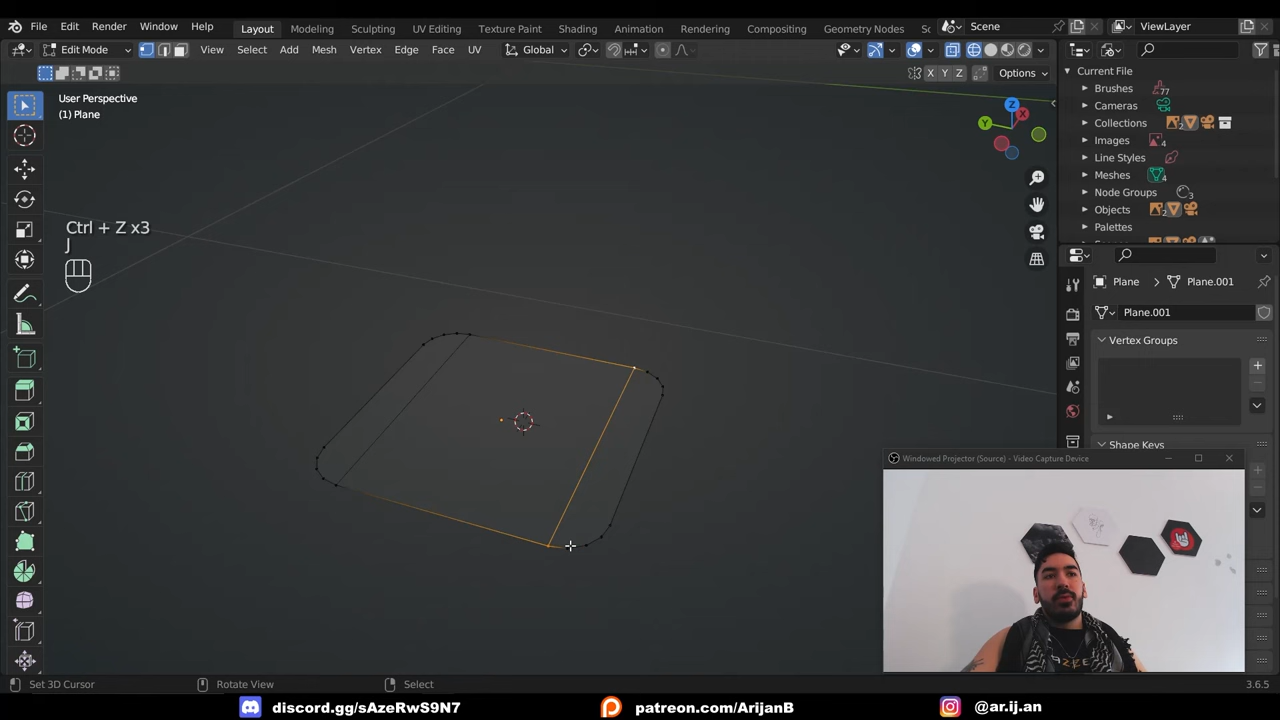 File Edit Render Window Help
Layout Modeling Sculpting UV Editing Texture Paint Shading Animation Rendering Compositing Geometry Nodes Sc
Scene
ViewLayer
Edit Mode View Select Add Mesh Vertex Edge Face UV
Global
X Y Z
Options
User Perspective
(1) Plane
Z
X
Y
Ctrl + Z x3
J
Current File
Brushes
77
Cameras
Collections
2
Images
4
Line Styles
Meshes
4
Node Groups
3
Objects
2
Palettes
Plane > Plane.001
Plane.001
Vertex Groups
Shape Keys
Windowed Projector (Source) - Video Capture Device
Set 3D Cursor
Rotate View
Select
3.6.5
discord.gg/sAzeRwS9N7
patreon.com/ArijanB
@ar.ij.an